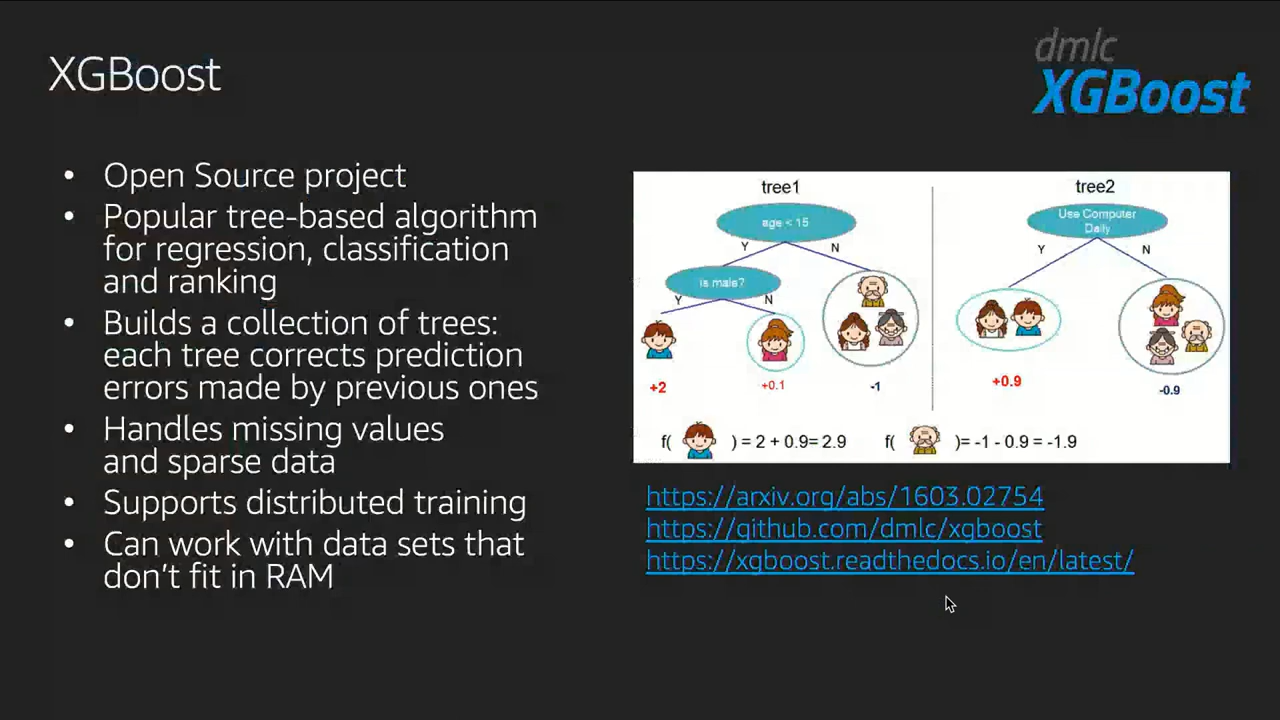 XGBoost
dmlc
XGBoost
• Open Source project
• Popular tree-based algorithm
for regression, classification
and ranking
• Builds a collection of trees:
each tree corrects prediction
errors made by previous ones
• Handles missing values
and sparse data
• Supports distributed training
• Can work with data sets that
don't fit in RAM
tree1
age < 15
Y N
is male?
Y N
+2 +0.1 -1
tree2
Use Computer
Daily
Y N
+0.9 -0.9
f( ) = 2 + 0.9= 2.9 f( )= -1 - 0.9 = -1.9
https://arxiv.org/abs/1603.02754
https://github.com/dmlc/xgboost
https://xgboost.readthedocs.io/en/latest/